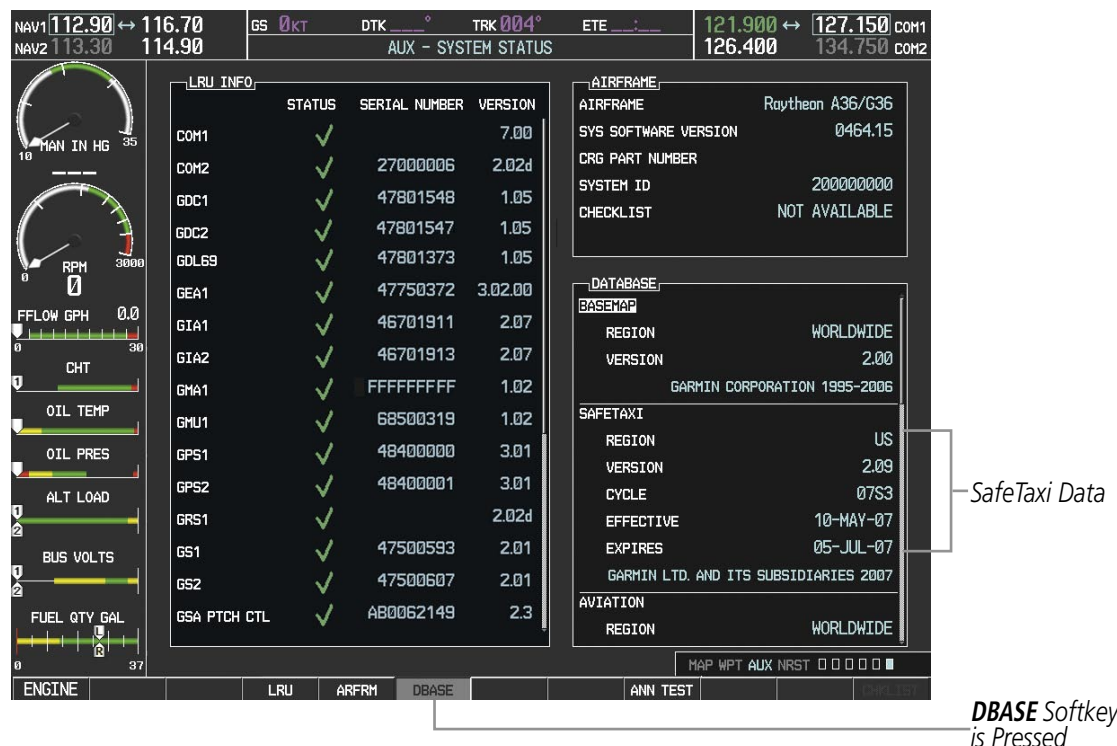 NAV1 112.90 ↔ 116.70 GS 0KT DTK ___° TRK 004° ETE __:__ 121.900 ↔ 127.150 COM1
NAV2 113.30 114.90 AUX – SYSTEM STATUS 126.400 134.750 COM2
MAN IN HG
10 35
___
RPM
0 3000
0
FFLOW GPH 0.0
0 30
CHT
1
OIL TEMP
OIL PRES
ALT LOAD
1
2
BUS VOLTS
1
2
FUEL QTY GAL
L
R
0 37
LRU INFO
STATUS SERIAL NUMBER VERSION
COM1 ✓ 7.00
COM2 ✓ 27000006 2.02d
GDC1 ✓ 47801548 1.05
GDC2 ✓ 47801547 1.05
GDL69 ✓ 47801373 1.05
GEA1 ✓ 47750372 3.02.00
GIA1 ✓ 46701911 2.07
GIA2 ✓ 46701913 2.07
GMA1 ✓ FFFFFFFFF 1.02
GMU1 ✓ 68500319 1.02
GPS1 ✓ 48400000 3.01
GPS2 ✓ 48400001 3.01
GRS1 ✓ 2.02d
GS1 ✓ 47500593 2.01
GS2 ✓ 47500607 2.01
GSA PTCH CTL ✓ AB0062149 2.3
AIRFRAME
AIRFRAME Raytheon A36/G36
SYS SOFTWARE VERSION 0464.15
CRG PART NUMBER
SYSTEM ID 200000000
CHECKLIST NOT AVAILABLE
DATABASE
BASEMAP
REGION WORLDWIDE
VERSION 2.00
GARMIN CORPORATION 1995-2006
SAFETAXI
REGION US
VERSION 2.09
CYCLE 07S3
EFFECTIVE 10-MAY-07
EXPIRES 05-JUL-07
GARMIN LTD. AND ITS SUBSIDIARIES 2007
AVIATION
REGION WORLDWIDE
SafeTaxi Data
MAP WPT AUX NRST
ENGINE LRU ARFRM DBASE ANN TEST CHKLIST
DBASE Softkey
is Pressed